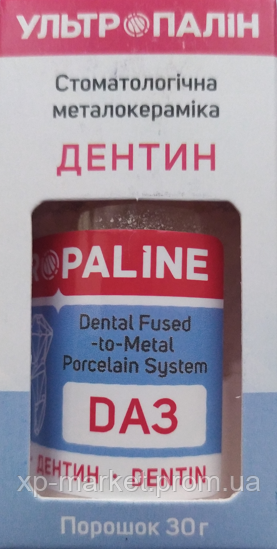 УЛЬТРОПАЛІН
Стоматологічна
металокераміка
ДЕНТИН
ROPALINE
Dental Fused
-to-Metal
Porcelain System
DA3
ДЕНТИН - DENTIN
xp-market.prom.ua
Порошок 30г